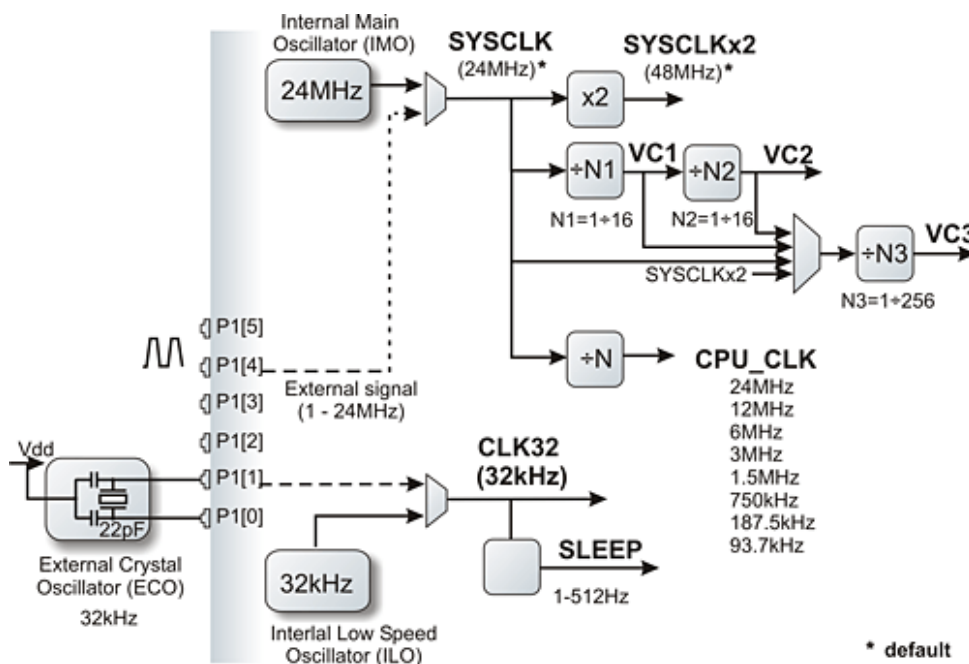 Internal Main
Oscillator (IMO)
24MHz
SYSCLK
(24MHz)*
SYSCLKx2
(48MHz)*
x2
÷N1
VC1
÷N2
VC2
N1=1÷16
N2=1÷16
SYSCLKx2
÷N3
VC3
N3=1÷256
÷N
CPU_CLK
24MHz
12MHz
6MHz
3MHz
1.5MHz
750kHz
187.5kHz
93.7kHz
P1[5]
P1[4]
External signal
(1 - 24MHz)
P1[3]
P1[2]
P1[1]
P1[0]
Vdd
22pF
External Crystal
Oscillator (ECO)
32kHz
CLK32
(32kHz)
32kHz
SLEEP
1-512Hz
Interlal Low Speed
Oscillator (ILO)
* default